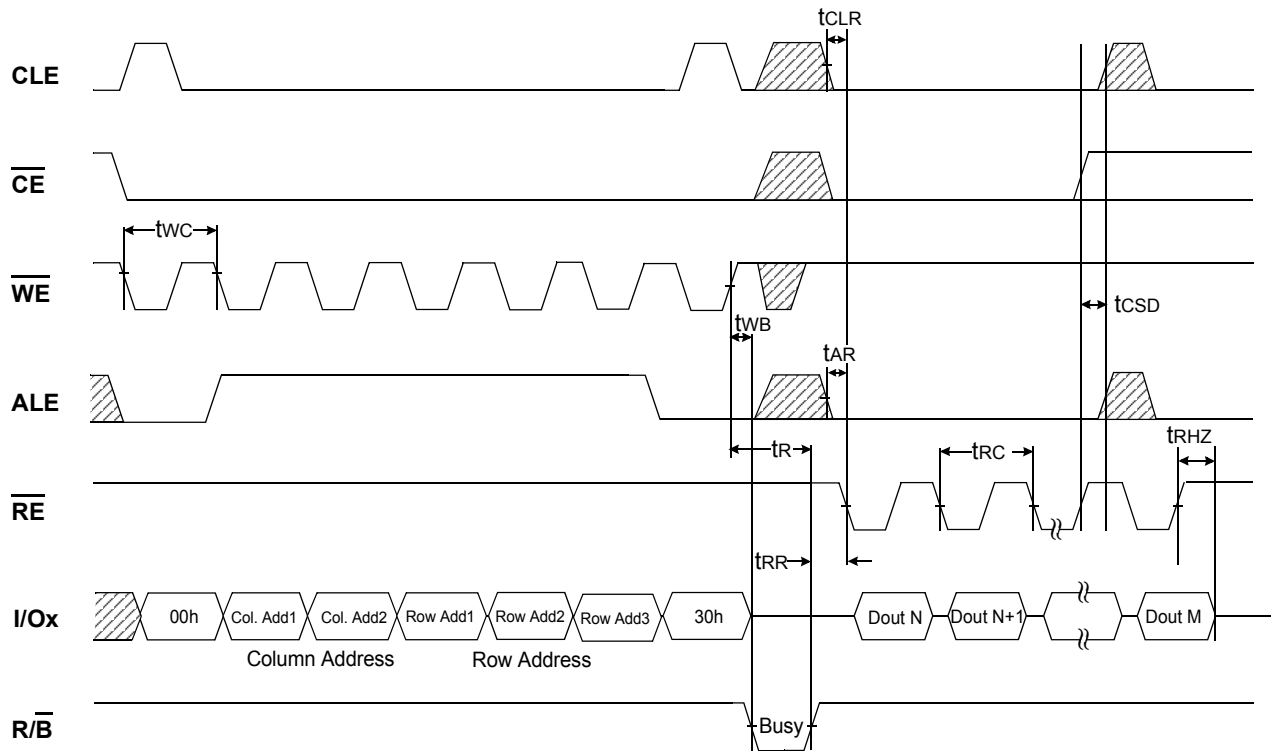 tCLR
CLE
CE
tWC
WE
tWB
tCSD
tAR
ALE
tR
tRC
tRHZ
RE
tRR
I/Ox
00h
Col. Add1
Col. Add2
Row Add1
Row Add2
Row Add3
30h
Dout N
Dout N+1
Dout M
Column Address
Row Address
R/B
Busy